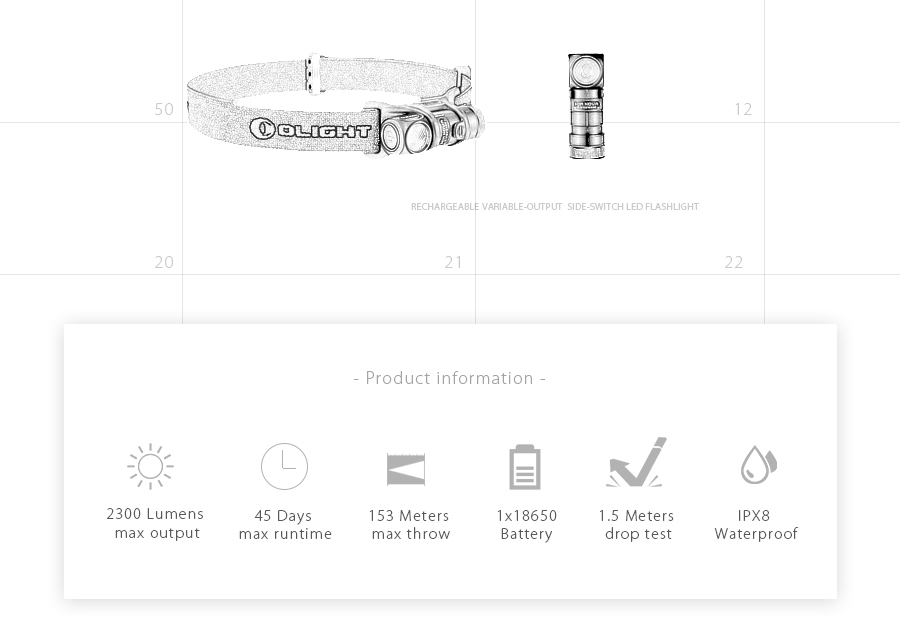 50
12
OLIGHT
RECHARGEABLE VARIABLE-OUTPUT SIDE-SWITCH LED FLASHLIGHT
20
21
22
- Product information -
2300 Lumens
max output
45 Days
max runtime
153 Meters
max throw
1x18650
Battery
1.5 Meters
drop test
IPX8
Waterproof